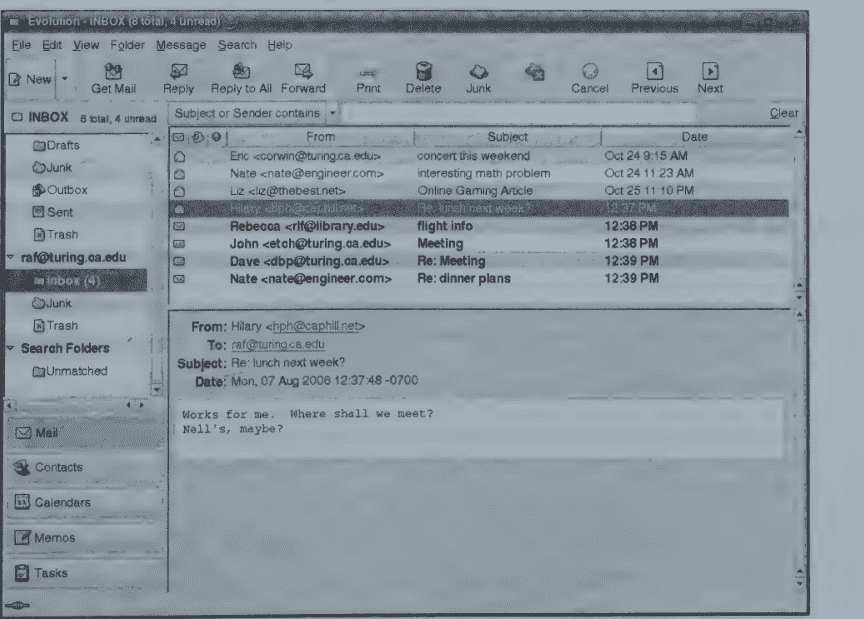 Evolution - INBOX (8 total, 4 unread)
File Edit View Folder Message Search Help
New Get Mail Reply Reply to All Forward Print Delete Junk Cancel Previous Next
INBOX 8 total, 4 unread Subject or Sender contains Clear
Drafts
Junk
Outbox
Sent
Trash
raf@turing.ca.edu
Inbox (4)
Junk
Trash
Search Folders
Unmatched
Mail
Contacts
Calendars
Memos
Tasks
From Subject Date
Eric <corwin@turing.ca.edu> concert this weekend Oct 24 9:15 AM
Nate <nate@engineer.com> interesting math problem Oct 24 11:23 AM
Liz <liz@thebest.net> Online Gaming Article Oct 25 11:10 PM
Hilary <hph@caphill.net> Re: lunch next week? 12:37 PM
Rebecca <rlf@library.edu> flight info 12:38 PM
John <etch@turing.ca.edu> Meeting 12:38 PM
Dave <dbp@turing.ca.edu> Re: Meeting 12:39 PM
Nate <nate@engineer.com> Re: dinner plans 12:39 PM
From: Hilary <hph@caphill.net>
To: raf@turing.ca.edu
Subject: Re: lunch next week?
Date: Mon, 07 Aug 2006 12:37:48 -0700
Works for me. Where shall we meet?
Nell's, maybe?